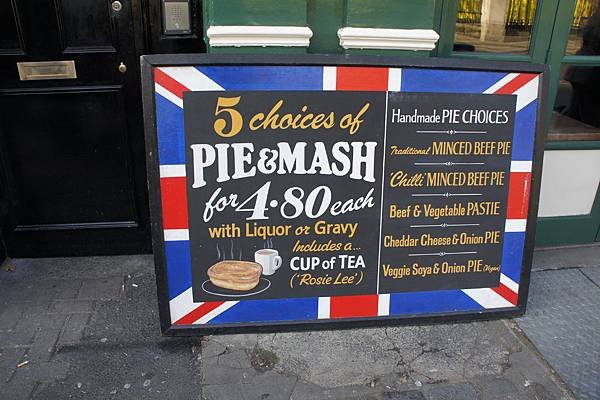 5 choices of
PIE & MASH
for 4·80 each
with Liquor or Gravy
Includes a...
CUP of TEA
('Rosie Lee')
Handmade PIE CHOICES
Traditional MINCED BEEF PIE
'Chilli' MINCED BEEF PIE
Beef & Vegetable PASTIE
Cheddar Cheese & Onion PIE
Veggie Soya & Onion PIE (Vegan)